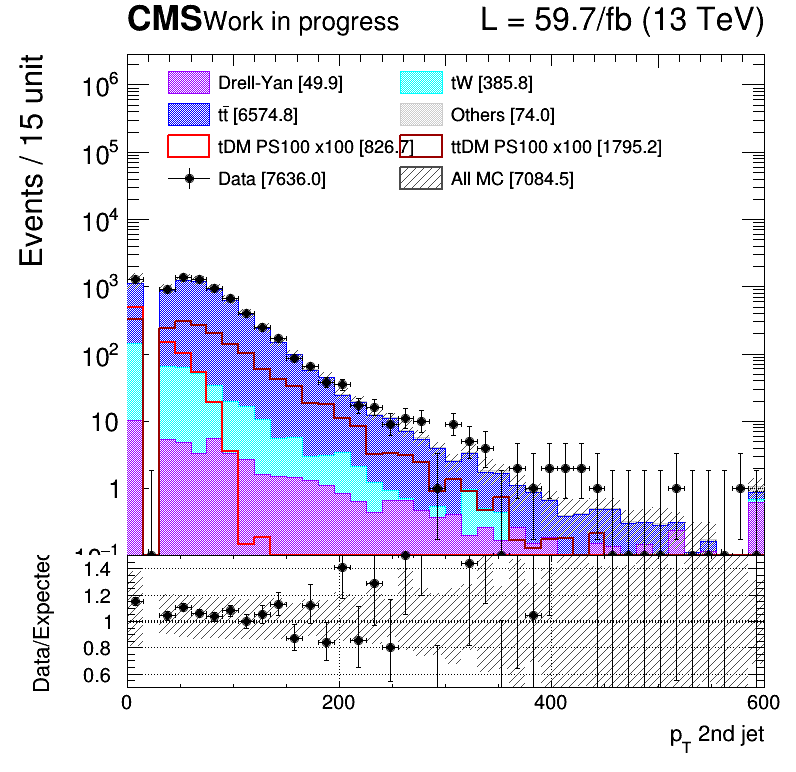 CMS Work in progress L = 59.7/fb (13 TeV)
Events / 15 unit
Drell-Yan [49.9] tW [385.8]
tt̄ [6574.8] Others [74.0]
tDM PS100 x100 [826.7] ttDM PS100 x100 [1795.2]
Data [7636.0] All MC [7084.5]
10⁶
10⁵
10⁴
10³
10²
10
1
10⁻¹
Data/Expected
1.4
1.2
1
0.8
0.6
0 200 400 600
p_T 2nd jet